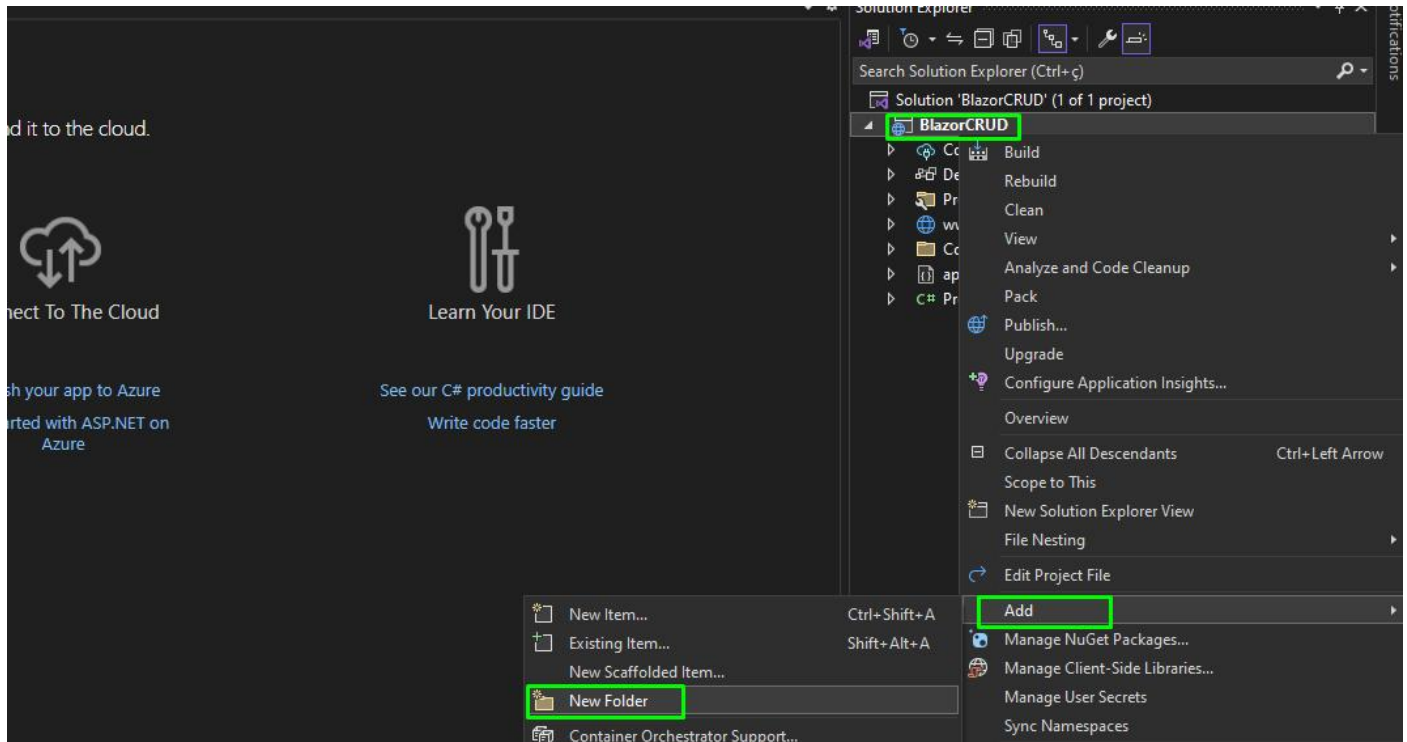 Solution Explorer
Search Solution Explorer (Ctrl+ç)
Solution 'BlazorCRUD' (1 of 1 project)
BlazorCRUD
it to the cloud.
To The Cloud
your app to Azure
with ASP.NET on
Azure
Learn Your IDE
See our C# productivity guide
Write code faster
C#
Build
Rebuild
Clean
View
Analyze and Code Cleanup
Pack
Publish...
Upgrade
Configure Application Insights...
Overview
Collapse All Descendants Ctrl+Left Arrow
Scope to This
New Solution Explorer View
File Nesting
Edit Project File
Add
Manage NuGet Packages...
Manage Client-Side Libraries...
Manage User Secrets
Sync Namespaces
New Item... Ctrl+Shift+A
Existing Item... Shift+Alt+A
New Scaffolded Item...
New Folder
Container Orchestrator Support...